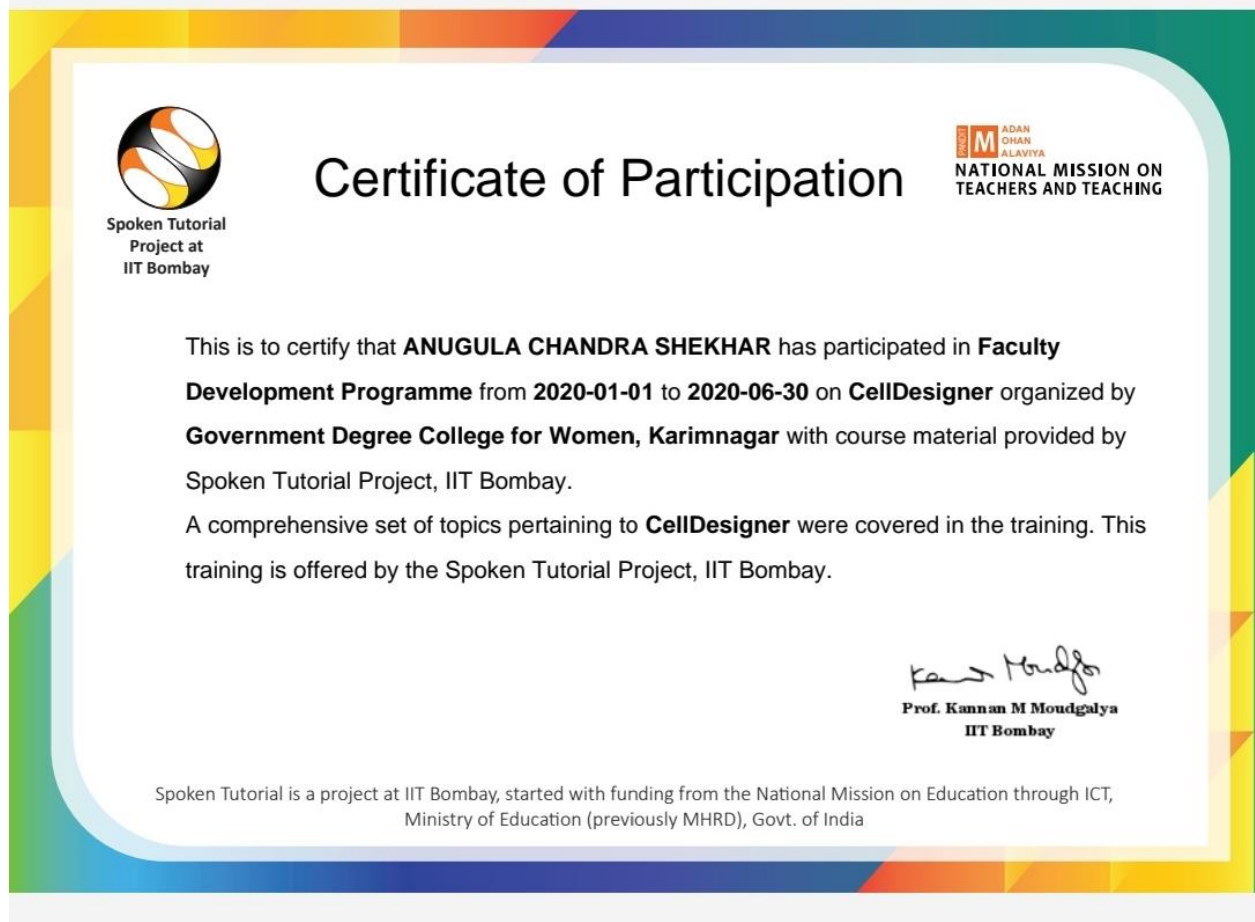 Spoken Tutorial
Project at
IIT Bombay
Certificate of Participation
PANDIT
MADAN
MOHAN
MALAVIYA
NATIONAL MISSION ON
TEACHERS AND TEACHING
This is to certify that ANUGULA CHANDRA SHEKHAR has participated in Faculty
Development Programme from 2020-01-01 to 2020-06-30 on CellDesigner organized by
Government Degree College for Women, Karimnagar with course material provided by
Spoken Tutorial Project, IIT Bombay.
A comprehensive set of topics pertaining to CellDesigner were covered in the training. This
training is offered by the Spoken Tutorial Project, IIT Bombay.
Prof. Kannan M Moudgalya
IIT Bombay
Spoken Tutorial is a project at IIT Bombay, started with funding from the National Mission on Education through ICT,
Ministry of Education (previously MHRD), Govt. of India